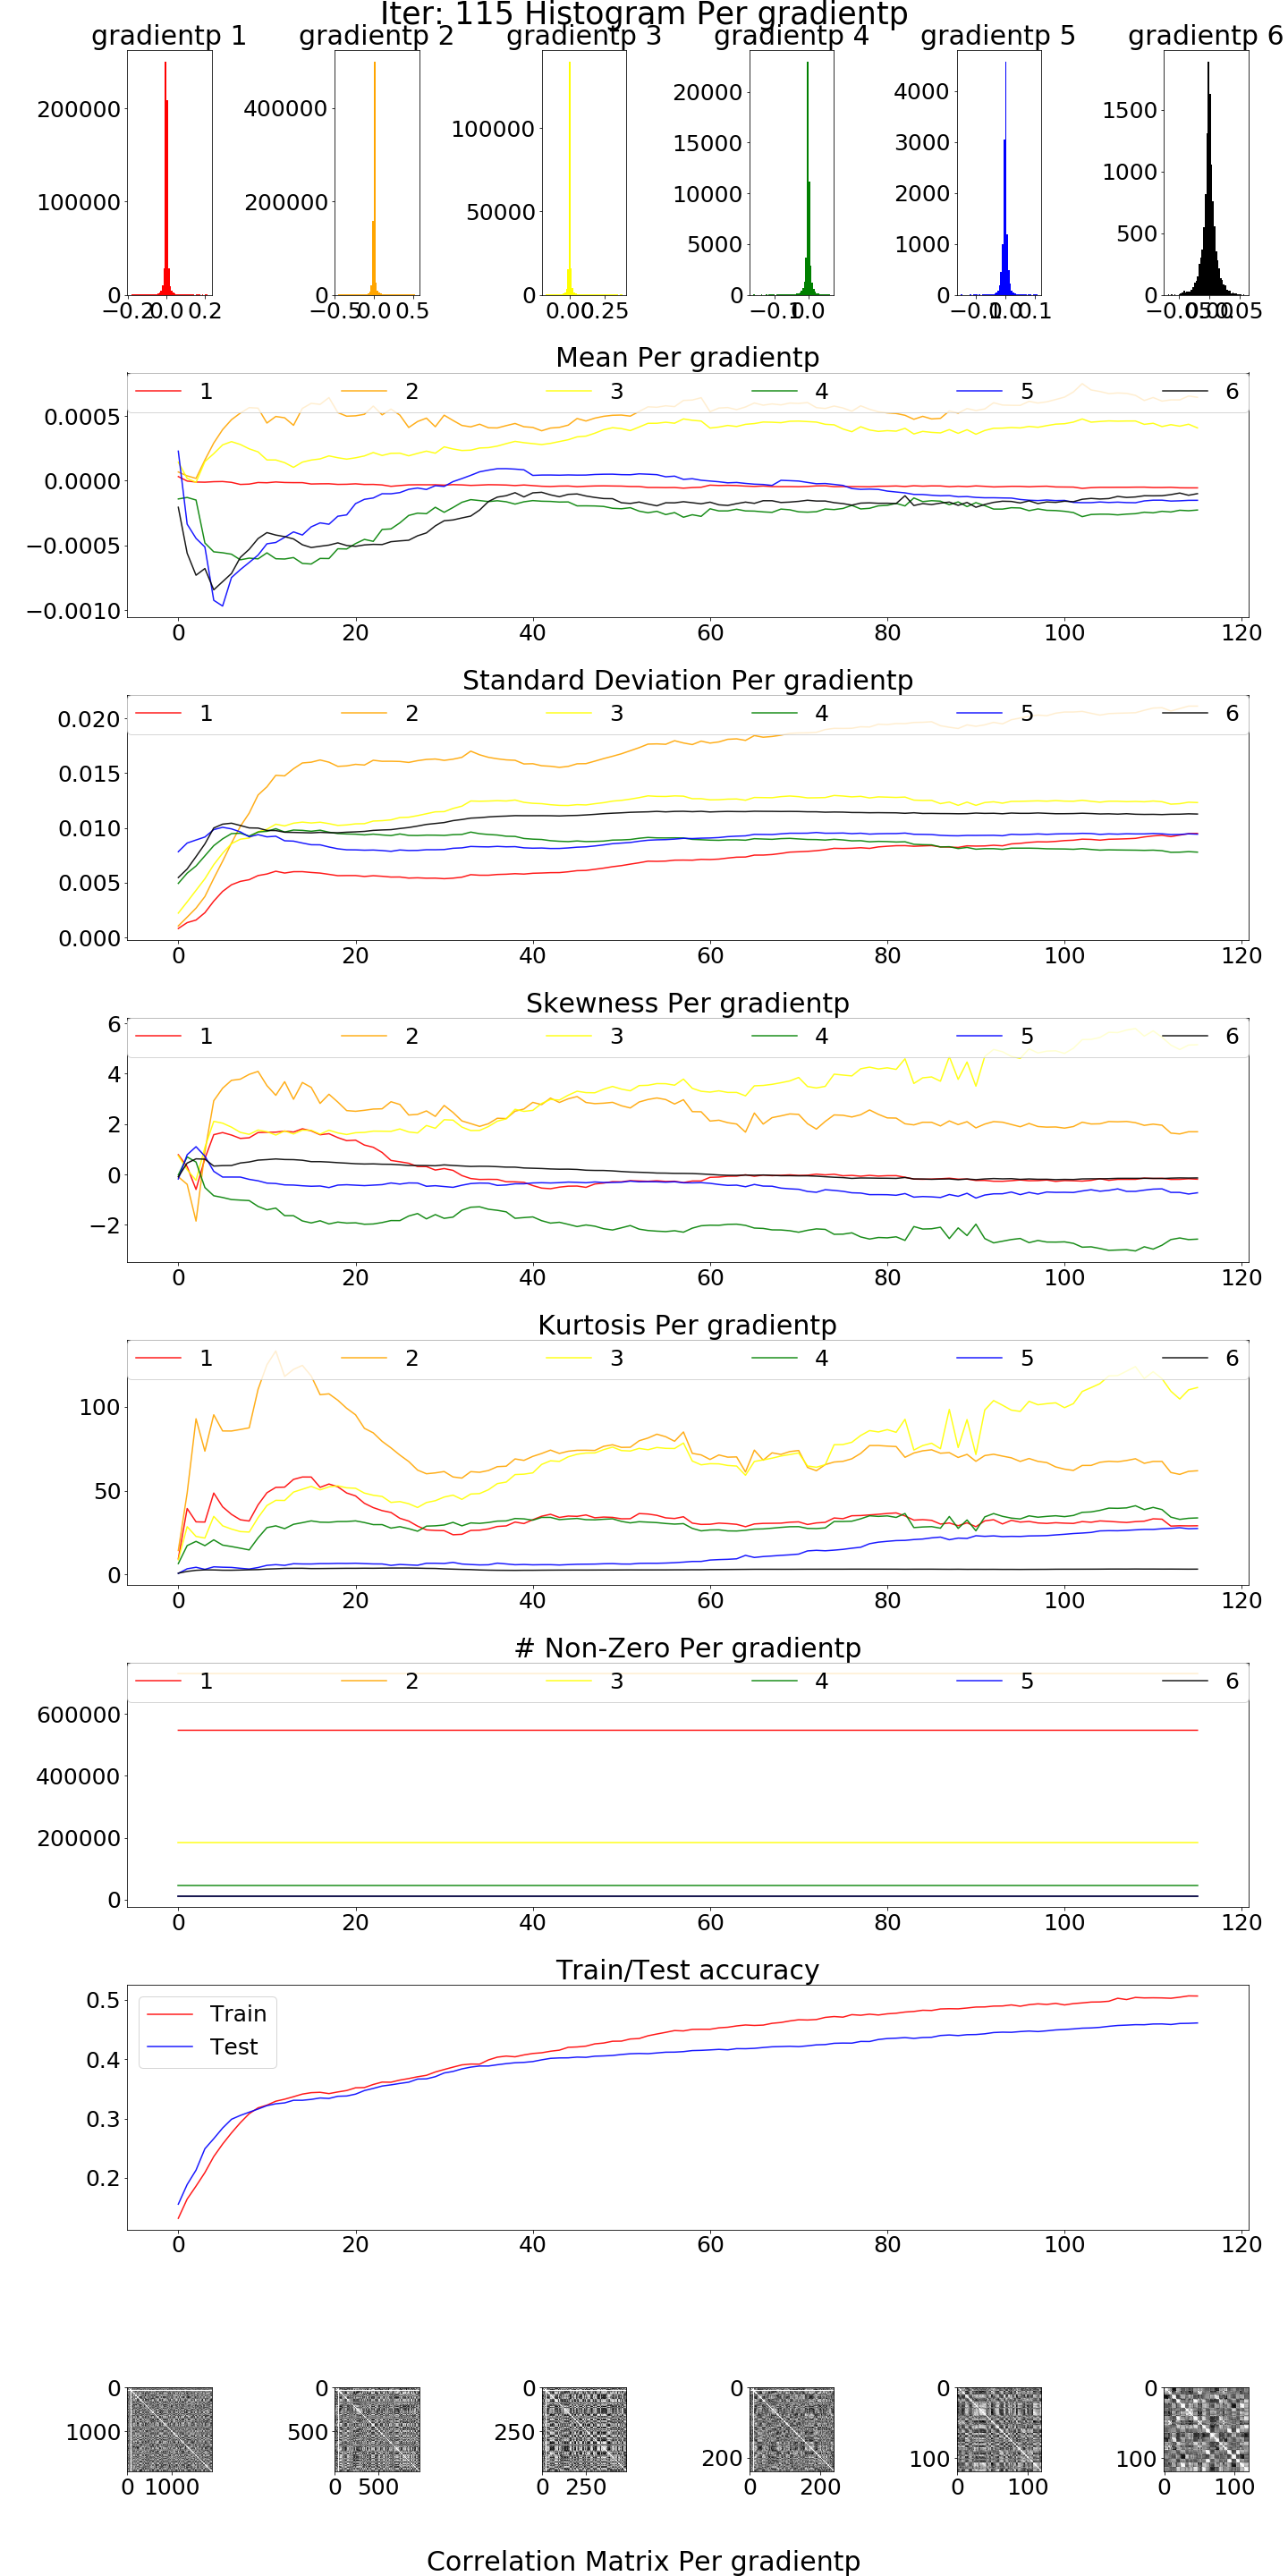 Iter: 115 Histogram Per gradientp
gradientp 1 gradientp 2 gradientp 3 gradientp 4 gradientp 5 gradientp 6
200000
100000
0
−0.2 0.0 0.2
400000
200000
0
−0.5 0.0 0.5
100000
50000
0
0.00 0.25
20000
15000
10000
5000
0
−0.1 0.0
4000
3000
2000
1000
0
−0.1 0.0 0.1
1500
1000
500
0
−0.05 0.00 0.05
Mean Per gradientp
1 2 3 4 5 6
0.0005
0.0000
−0.0005
−0.0010
0 20 40 60 80 100 120
Standard Deviation Per gradientp
1 2 3 4 5 6
0.020
0.015
0.010
0.005
0.000
0 20 40 60 80 100 120
Skewness Per gradientp
1 2 3 4 5 6
6
4
2
0
−2
0 20 40 60 80 100 120
Kurtosis Per gradientp
1 2 3 4 5 6
100
50
0
0 20 40 60 80 100 120
# Non-Zero Per gradientp
1 2 3 4 5 6
600000
400000
200000
0
0 20 40 60 80 100 120
Train/Test accuracy
Train
Test
0.5
0.4
0.3
0.2
0 20 40 60 80 100 120
0
1000
0 1000
0
500
0 500
0
250
0 250
0
200
0 200
0
100
0 100
0
100
0 100
Correlation Matrix Per gradientp